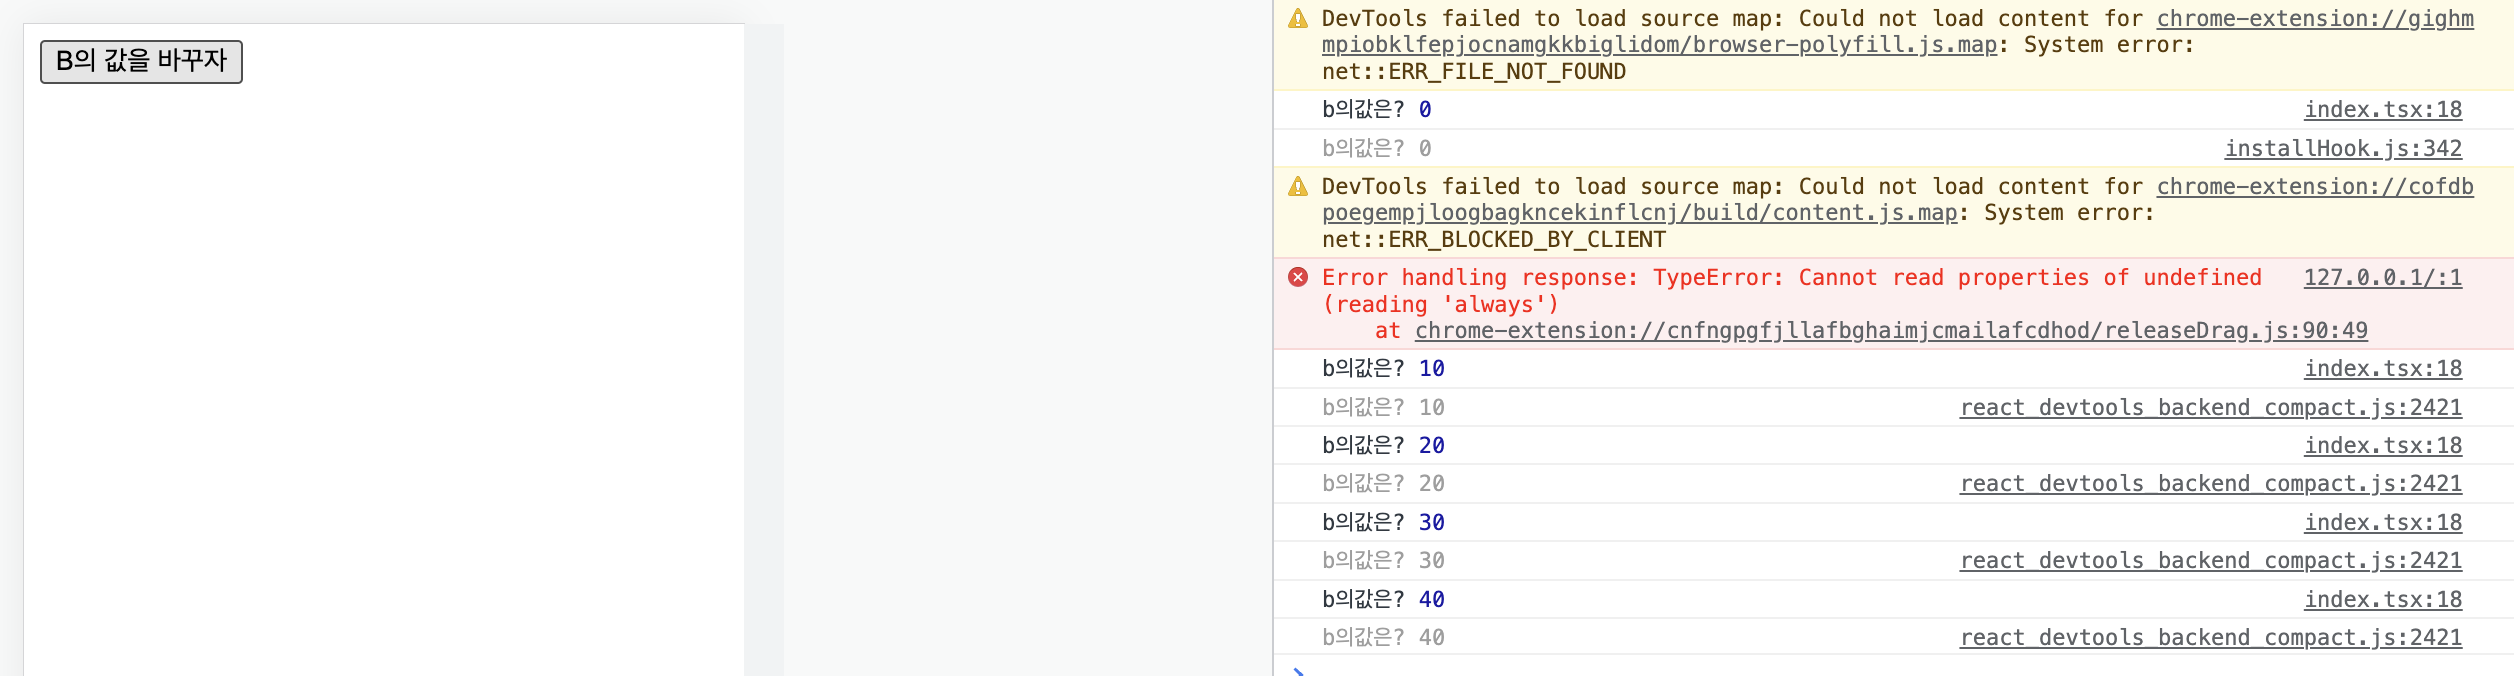 B의 값을 바꾸자
DevTools failed to load source map: Could not load content for chrome-extension://gighm
mpiobklfepjocnamgkkbiglidom/browser-polyfill.js.map: System error:
net::ERR_FILE_NOT_FOUND
b의값은? 0 index.tsx:18
b의값은? 0 installHook.js:342
DevTools failed to load source map: Could not load content for chrome-extension://cofdb
poegempjloogbagkncekinflcnj/build/content.js.map: System error:
net::ERR_BLOCKED_BY_CLIENT
Error handling response: TypeError: Cannot read properties of undefined 127.0.0.1/:1
(reading 'always')
at chrome-extension://cnfngpgfjllafbghaimjcmailafcdhod/releaseDrag.js:90:49
b의값은? 10 index.tsx:18
b의값은? 10 react_devtools_backend_compact.js:2421
b의값은? 20 index.tsx:18
b의값은? 20 react_devtools_backend_compact.js:2421
b의값은? 30 index.tsx:18
b의값은? 30 react_devtools_backend_compact.js:2421
b의값은? 40 index.tsx:18
b의값은? 40 react_devtools_backend_compact.js:2421